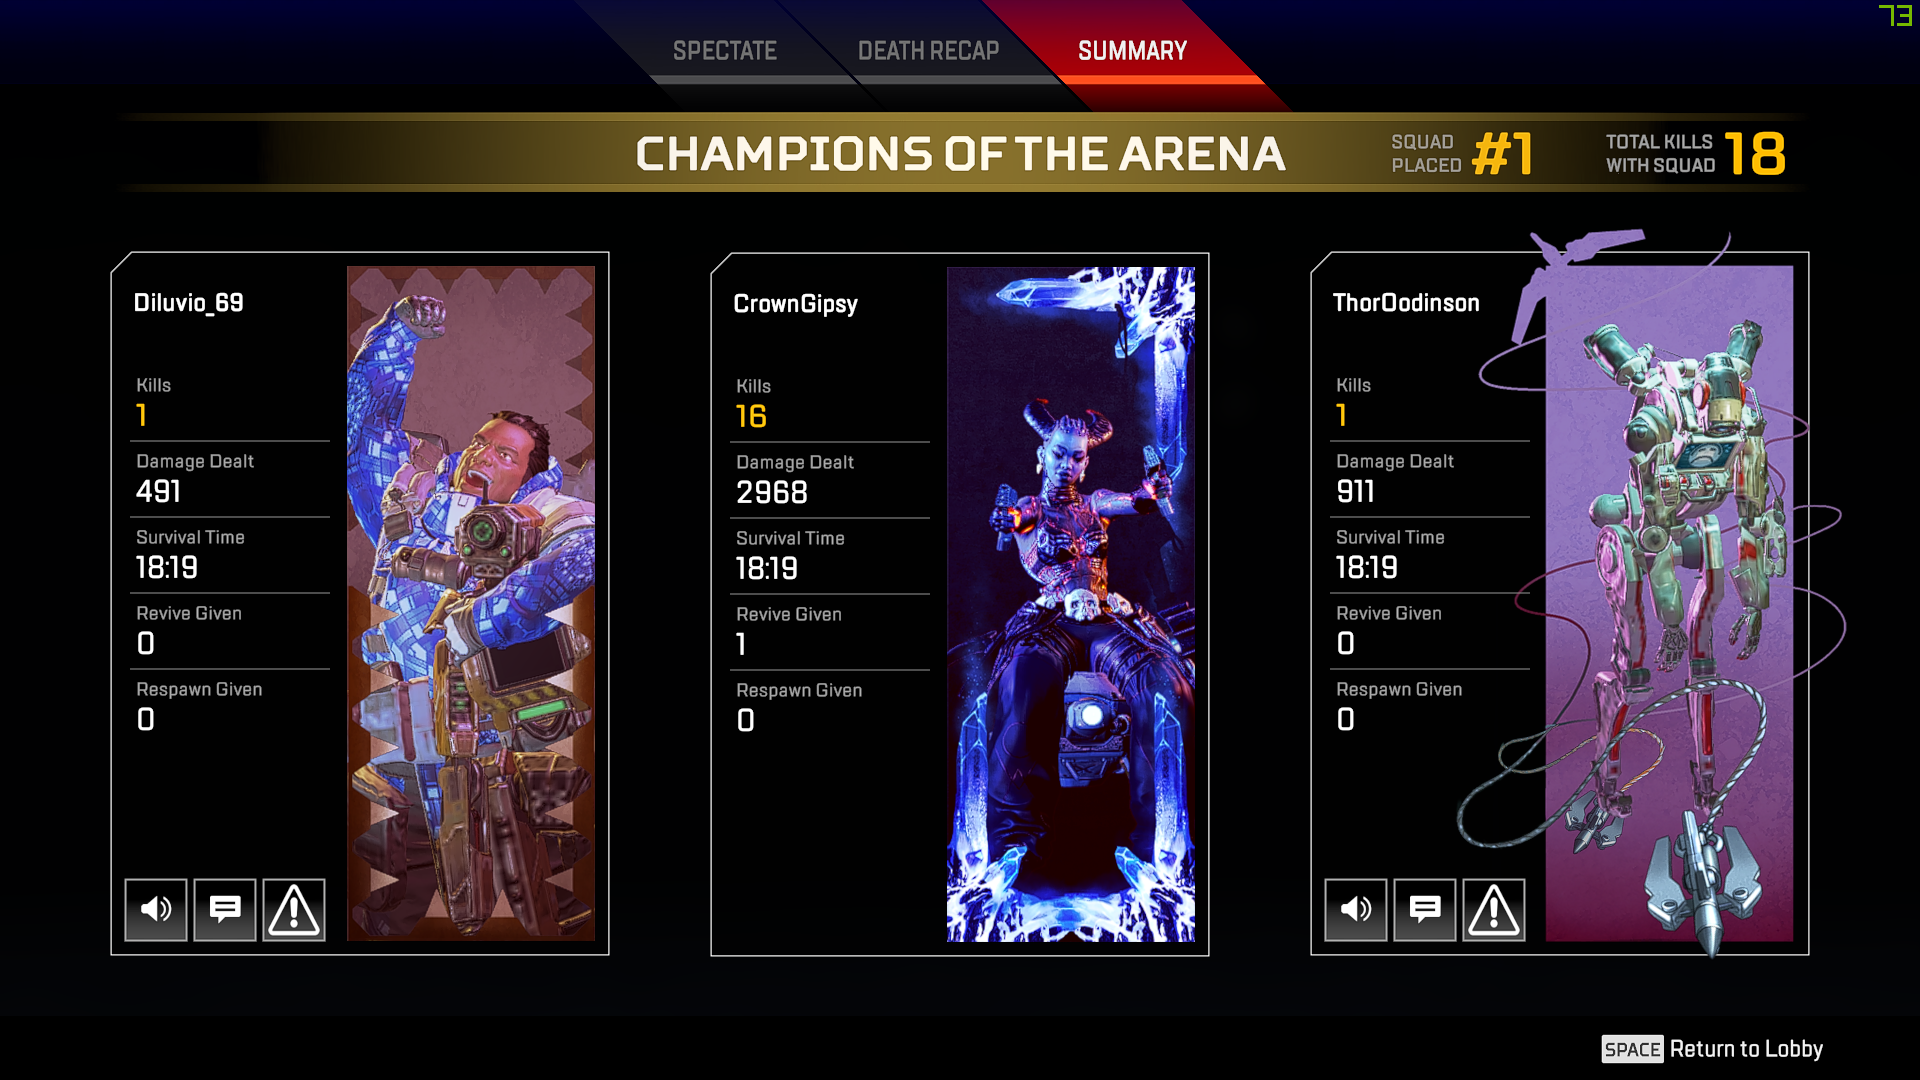 73
SPECTATE
DEATH RECAP
SUMMARY
CHAMPIONS OF THE ARENA
SQUAD
PLACED
#1
TOTAL KILLS
WITH SQUAD
18
Diluvio_69
Kills
1
Damage Dealt
491
Survival Time
18:19
Revive Given
0
Respawn Given
0
CrownGipsy
Kills
16
Damage Dealt
2968
Survival Time
18:19
Revive Given
1
Respawn Given
0
ThorOodinson
Kills
1
Damage Dealt
911
Survival Time
18:19
Revive Given
0
Respawn Given
0
SPACE Return to Lobby